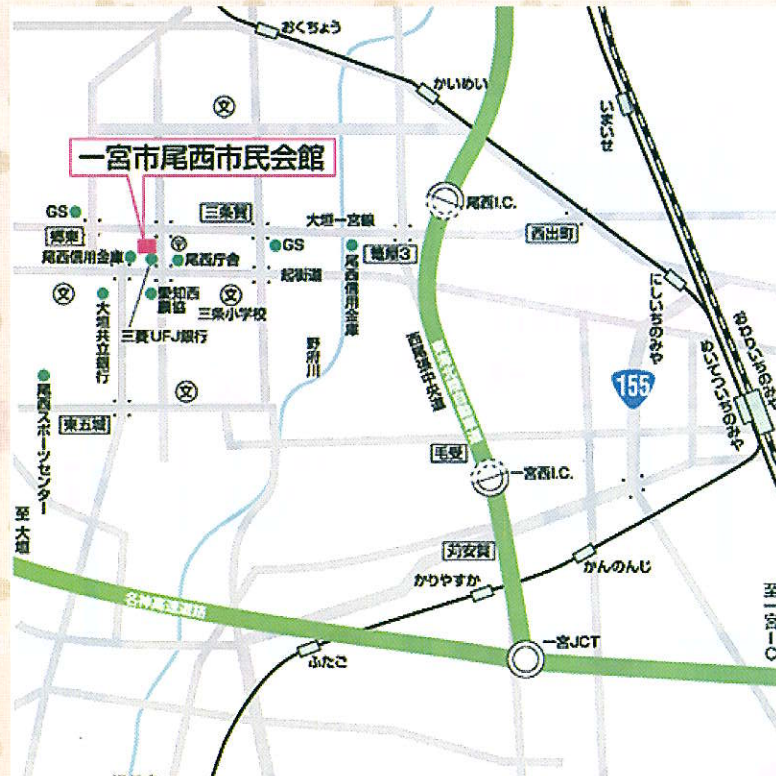 おくちょう
かいめい
いまいせ
文
一宮市尾西市民会館
GS
三条賀
大垣一宮線
尾西I.C.
郷東
〒
GS
篭屋3
西出町
尾西信用金庫
尾西庁舎
起街道
尾西信用金庫
文
愛知西農協
文
三条小学校
にしいちのみや
おわりいちのみや
めいてついちのみや
大垣共立銀行
三菱UFJ銀行
野府川
西尾張中央道
155
尾西スポーツセンター
文
東五城
毛受
一宮西I.C.
至 大垣
苅安賀
かんのんじ
かりやすか
名神高速道路
ふたご
一宮JCT
至 一宮I.C